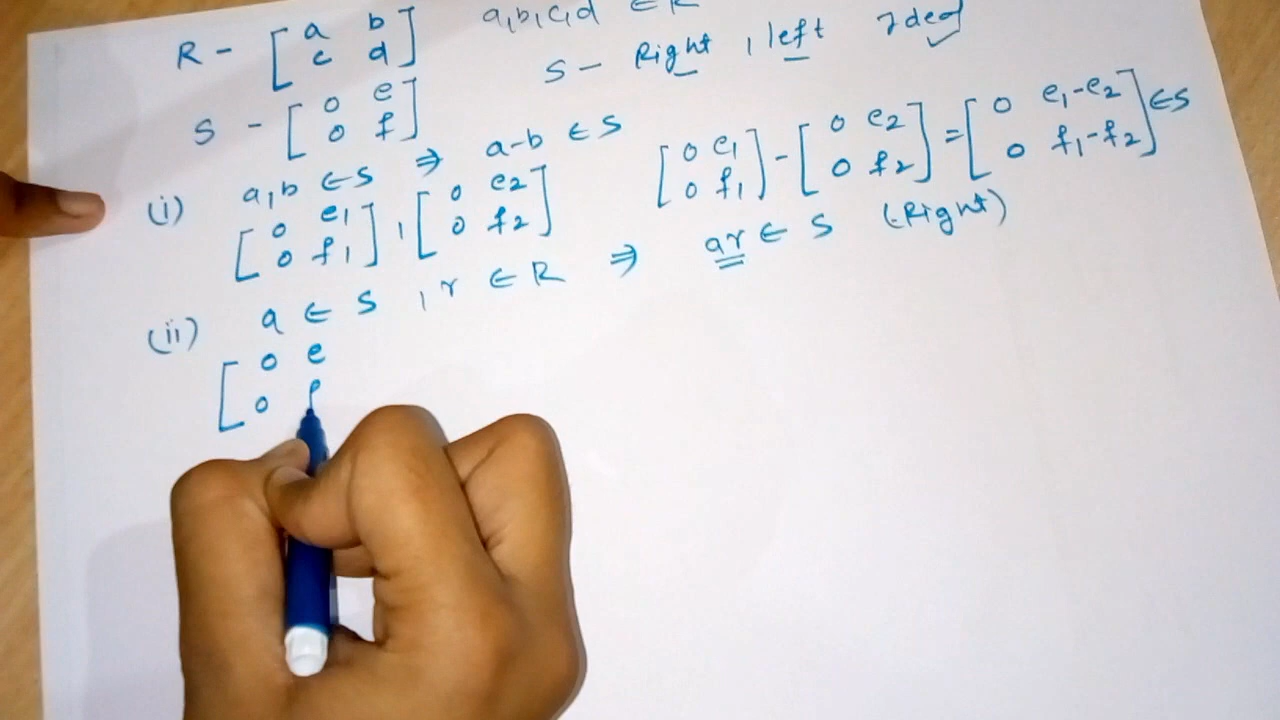 R - [ a b c d ] a,b,c,d ∈ R
S - Right, left Ideal ✓
S - [ 0 e 0 f ]
(i) a,b ∈ S ⇒ a-b ∈ S
[ 0 e1 0 f1 ] , [ 0 e2 0 f2 ]
[ 0 e1 0 f1 ] - [ 0 e2 0 f2 ] = [ 0 e1-e2 0 f1-f2 ] ∈ S
(ii) a ∈ S , r ∈ R ⇒ ar ∈ S (Right)
[ 0 e 0